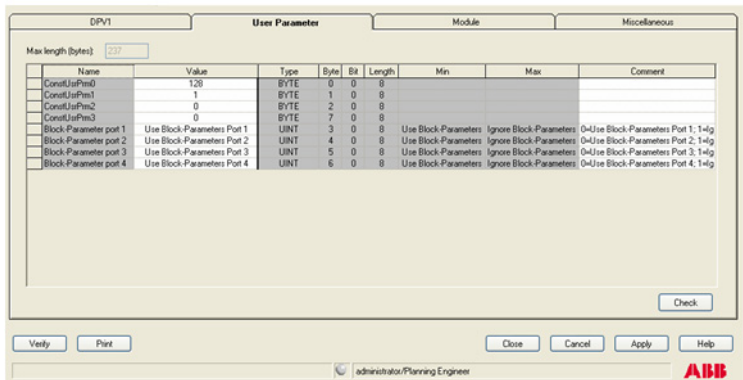 DPV1 User Parameter Module Miscellaneous
Max length (bytes): 237
Name Value Type Byte Bit Length Min Max Comment
ConstUsrPrm0 128 BYTE 0 0 8
ConstUsrPrm1 1 BYTE 1 0 8
ConstUsrPrm2 0 BYTE 2 0 8
ConstUsrPrm3 0 BYTE 7 0 8
Block-Parameter port 1 Use Block-Parameters Port 1 UINT 3 0 8 Use Block-Parameters Ignore Block-Parameters 0=Use Block-Parameters Port 1; 1=Ig
Block-Parameter port 2 Use Block-Parameters Port 2 UINT 4 0 8 Use Block-Parameters Ignore Block-Parameters 0=Use Block-Parameters Port 2; 1=Ig
Block-Parameter port 3 Use Block-Parameters Port 3 UINT 5 0 8 Use Block-Parameters Ignore Block-Parameters 0=Use Block-Parameters Port 3; 1=Ig
Block-Parameter port 4 Use Block-Parameters Port 4 UINT 6 0 8 Use Block-Parameters Ignore Block-Parameters 0=Use Block-Parameters Port 4; 1=Ig
Check
Verify Print Close Cancel Apply Help
administrator/Planning Engineer ABB